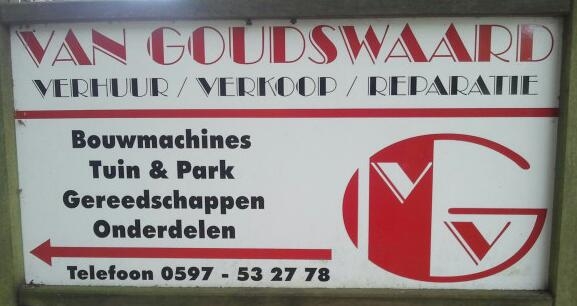 VAN GOUDSWAARD
VERHUUR / VERKOOP / REPARATIE
Bouwmachines
Tuin & Park
Gereedschappen
Onderdelen
Telefoon 0597 - 53 27 78